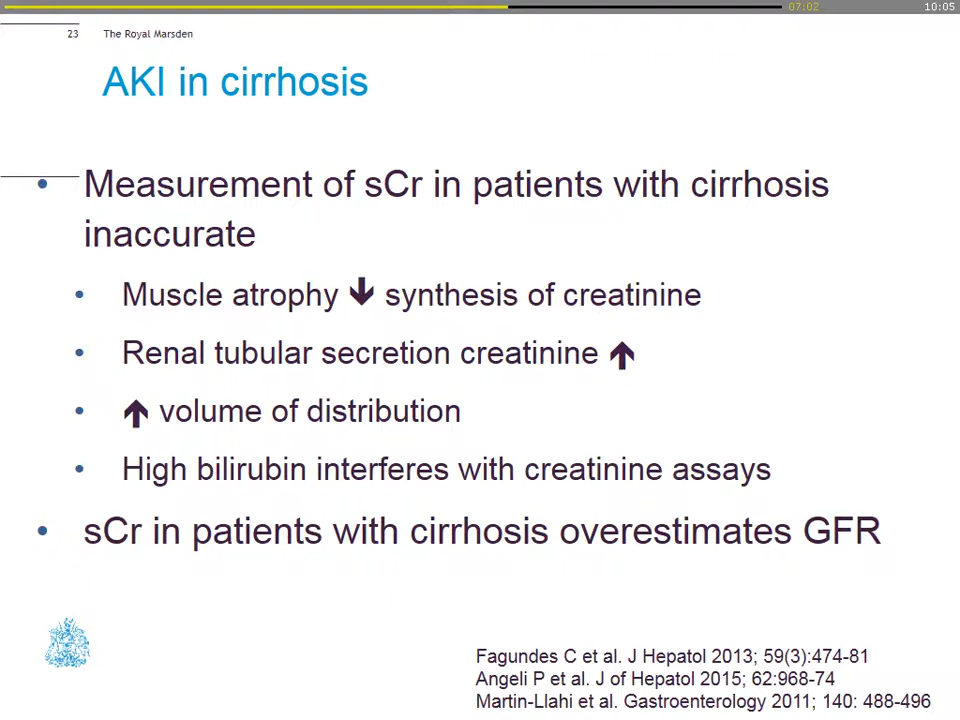 07:02
10:05
23 The Royal Marsden
AKI in cirrhosis
• Measurement of sCr in patients with cirrhosis
inaccurate
• Muscle atrophy 🡇 synthesis of creatinine
• Renal tubular secretion creatinine 🡅
• 🡅 volume of distribution
• High bilirubin interferes with creatinine assays
• sCr in patients with cirrhosis overestimates GFR
Fagundes C et al. J Hepatol 2013; 59(3):474-81
Angeli P et al. J of Hepatol 2015; 62:968-74
Martin-Llahi et al. Gastroenterology 2011; 140: 488-496